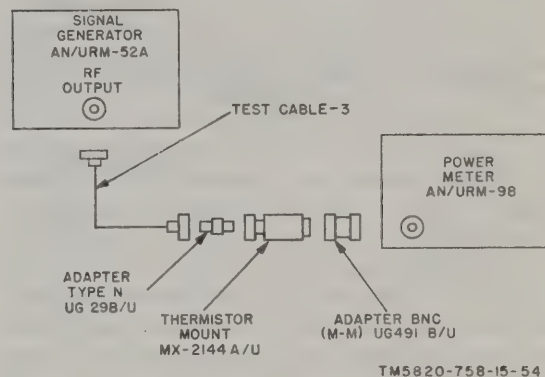 SIGNAL
GENERATOR
AN/URM-52A
RF
OUTPUT
TEST CABLE-3
POWER
METER
AN/URM-98
ADAPTER
TYPE N
UG 29B/U
THERMISTOR
MOUNT
MX-2144 A/U
ADAPTER BNC
(M-M) UG491 B/U
TM5820-758-15-54